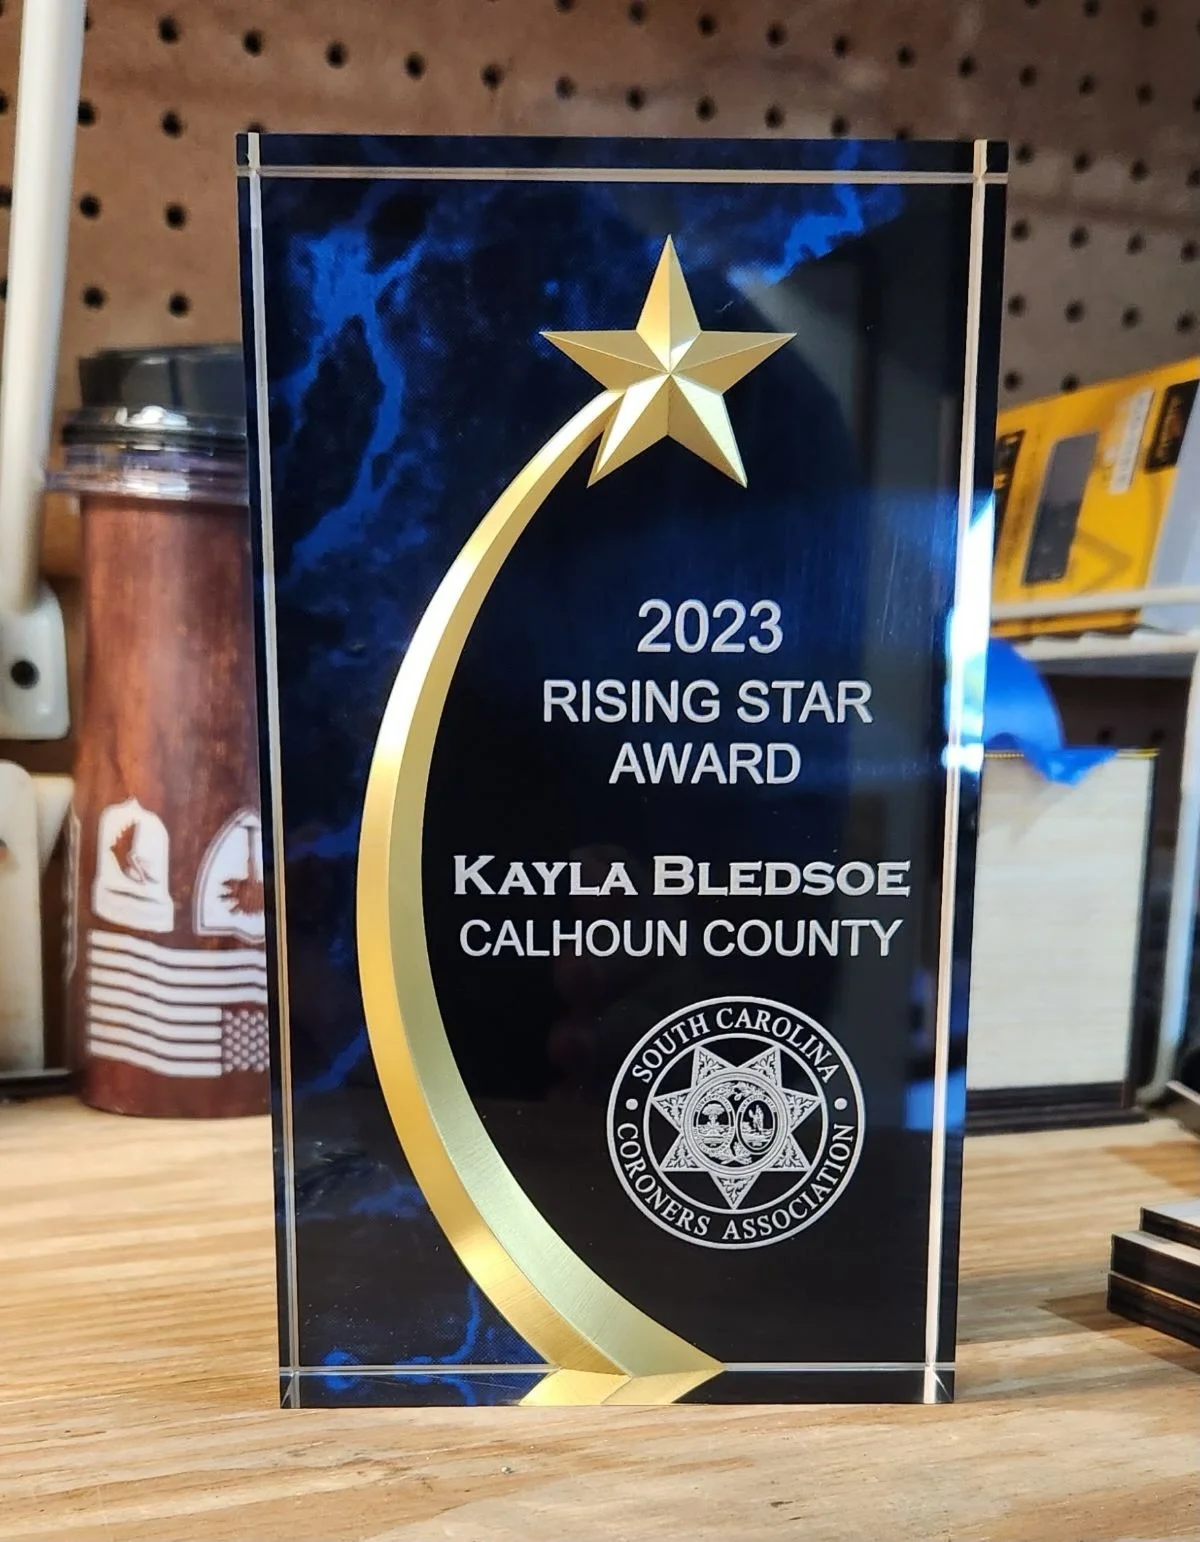 2023
RISING STAR
AWARD
KAYLA BLEDSOE
CALHOUN COUNTY
SOUTH CAROLINA
CORONERS ASSOCIATION